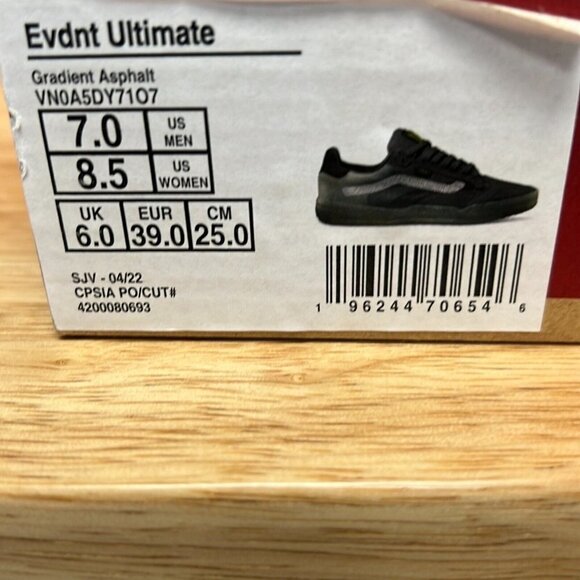 Evdnt Ultimate
Gradient Asphalt
VN0A5DY71O7
7.0 US MEN
8.5 US WOMEN
UK EUR CM
6.0 39.0 25.0
SJV - 04/22
CPSIA PO/CUT#
4200080693
1 96244 70654 6